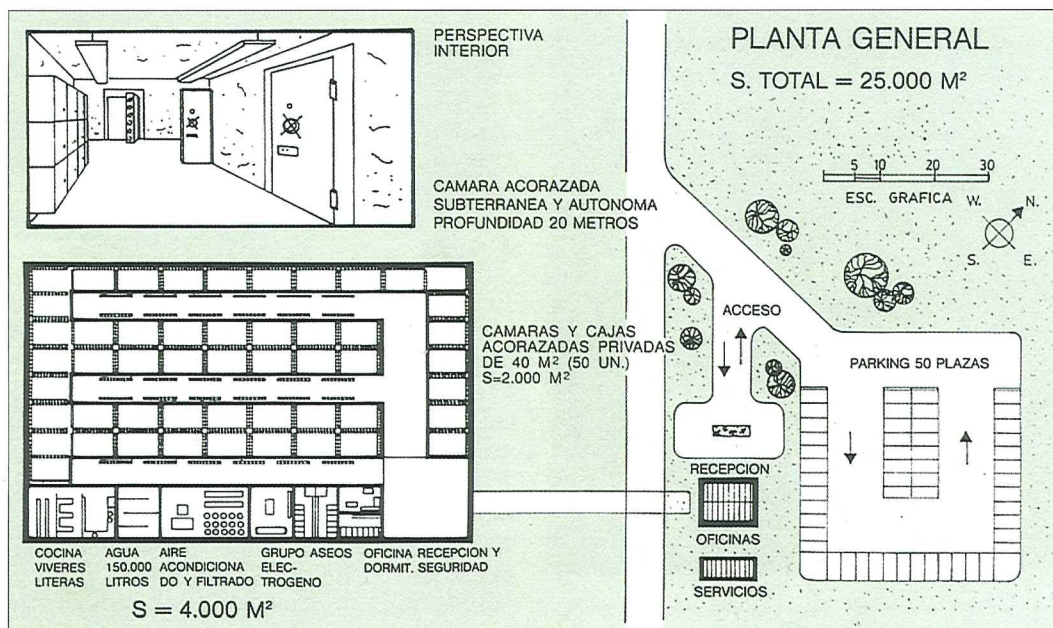 PERSPECTIVA
INTERIOR
CAMARA ACORAZADA
SUBTERRANEA Y AUTONOMA
PROFUNDIDAD 20 METROS
CAMARAS Y CAJAS
ACORAZADAS PRIVADAS
DE 40 M² (50 UN.)
S=2.000 M²
COCINA
VIVERES
LITERAS
AGUA
150.000
LITROS
AIRE
ACONDICIONA
DO Y FILTRADO
GRUPO
ELEC-
TROGENO
ASEOS
OFICINA RECEPCION Y
DORMIT. SEGURIDAD
S = 4.000 M²
PLANTA GENERAL
S. TOTAL = 25.000 M²
5 10 20 30
ESC. GRAFICA
W. N.
S. E.
ACCESO
PARKING 50 PLAZAS
RECEPCION
OFICINAS
SERVICIOS